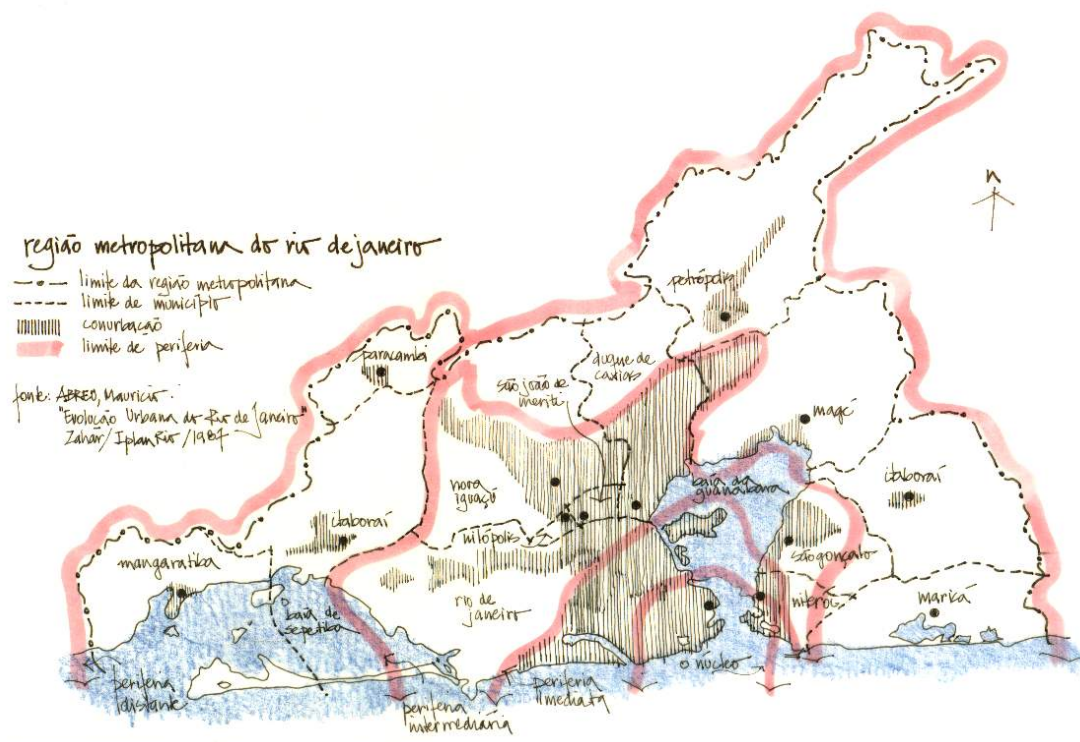 região metropolitana do rio de janeiro
limite da região metropolitana
limite de município
conurbação
limite de periferia
fonte: ABREU, Mauricio.
"Evolução Urbana do Rio de Janeiro"
Zahar/IplanRio/1987
n
petrópolis
paracambi
duque de
caxias
são joão de
meriti
magé
nova
iguaçú
baía da
guanabara
itaboraí
itaboraí
nilópolis
são gonçalo
mangaratiba
rio de
janeiro
niterói
maricá
baía de
sepetiba
o núcleo
periferia
distante
periferia
imediata
periferia
intermediária